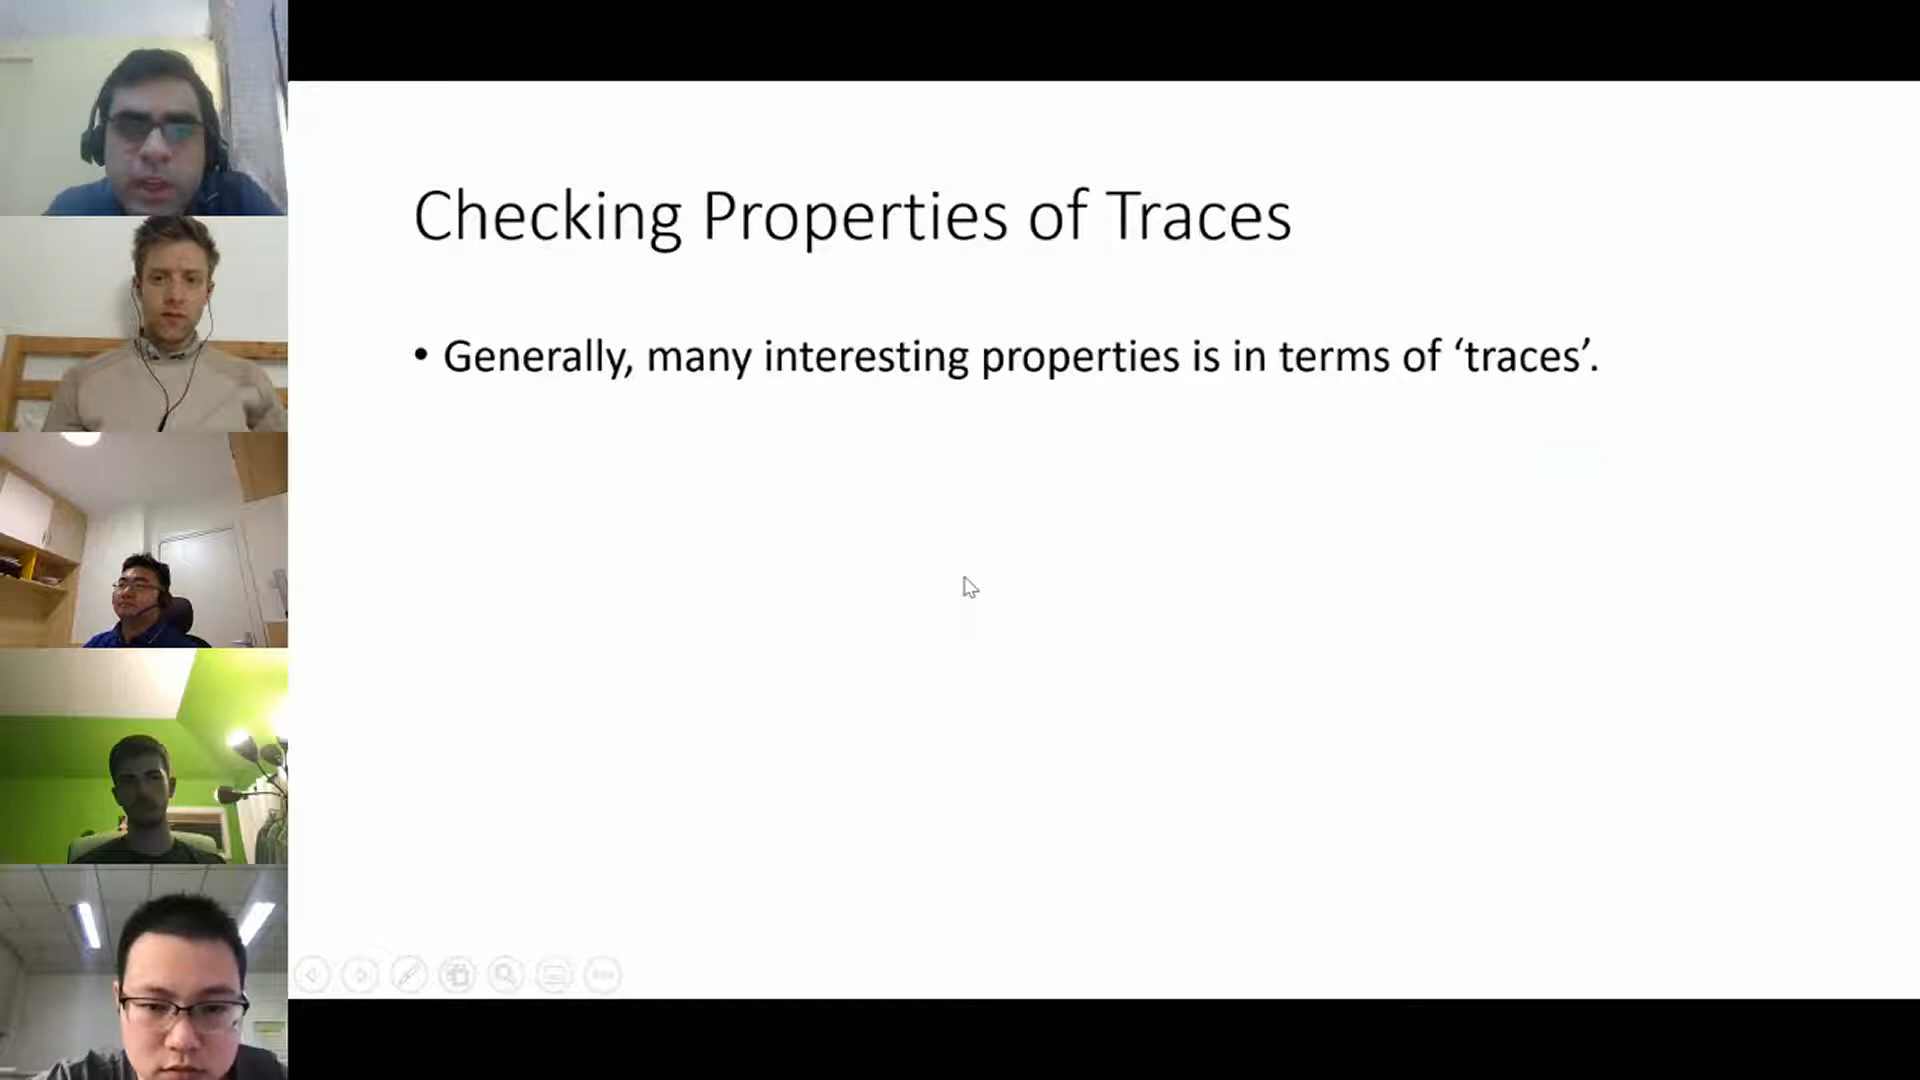 Checking Properties of Traces
• Generally, many interesting properties is in terms of ‘traces’.